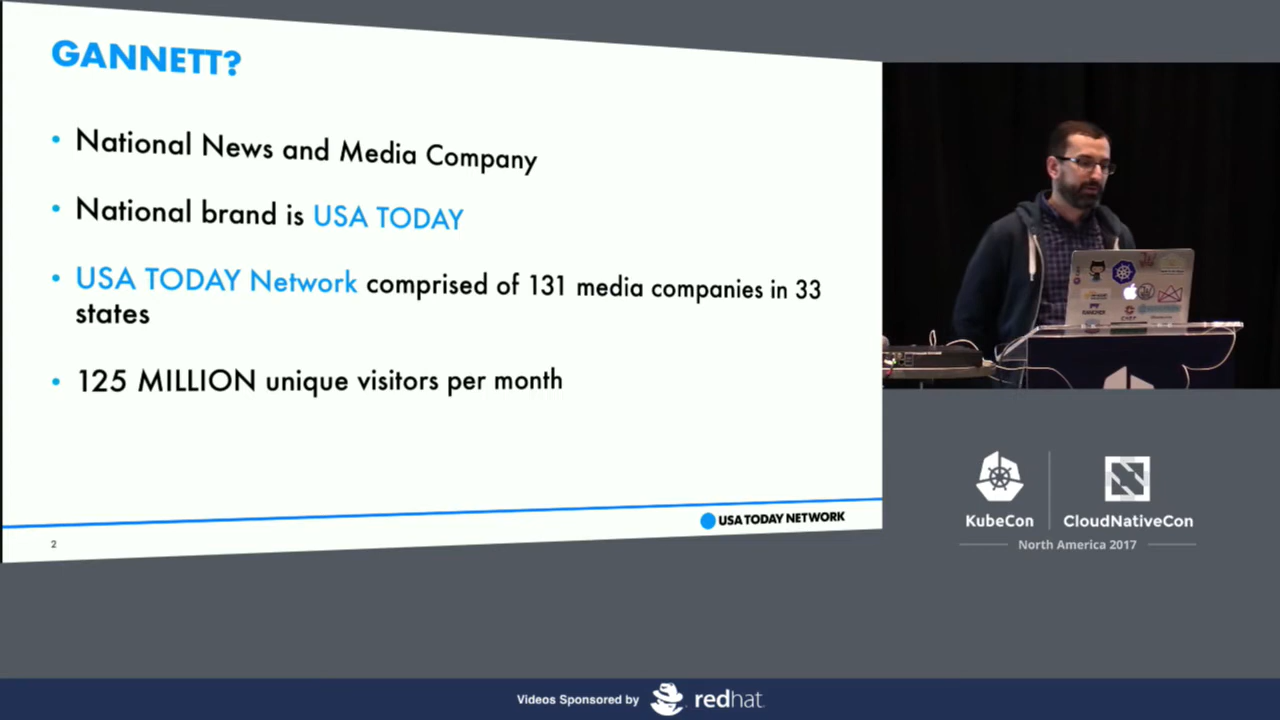 GANNETT?
• National News and Media Company
• National brand is USA TODAY
• USA TODAY Network comprised of 131 media companies in 33
states
• 125 MILLION unique visitors per month
USA TODAY NETWORK
2
KubeCon
CloudNativeCon
North America 2017
Videos Sponsored by
redhat